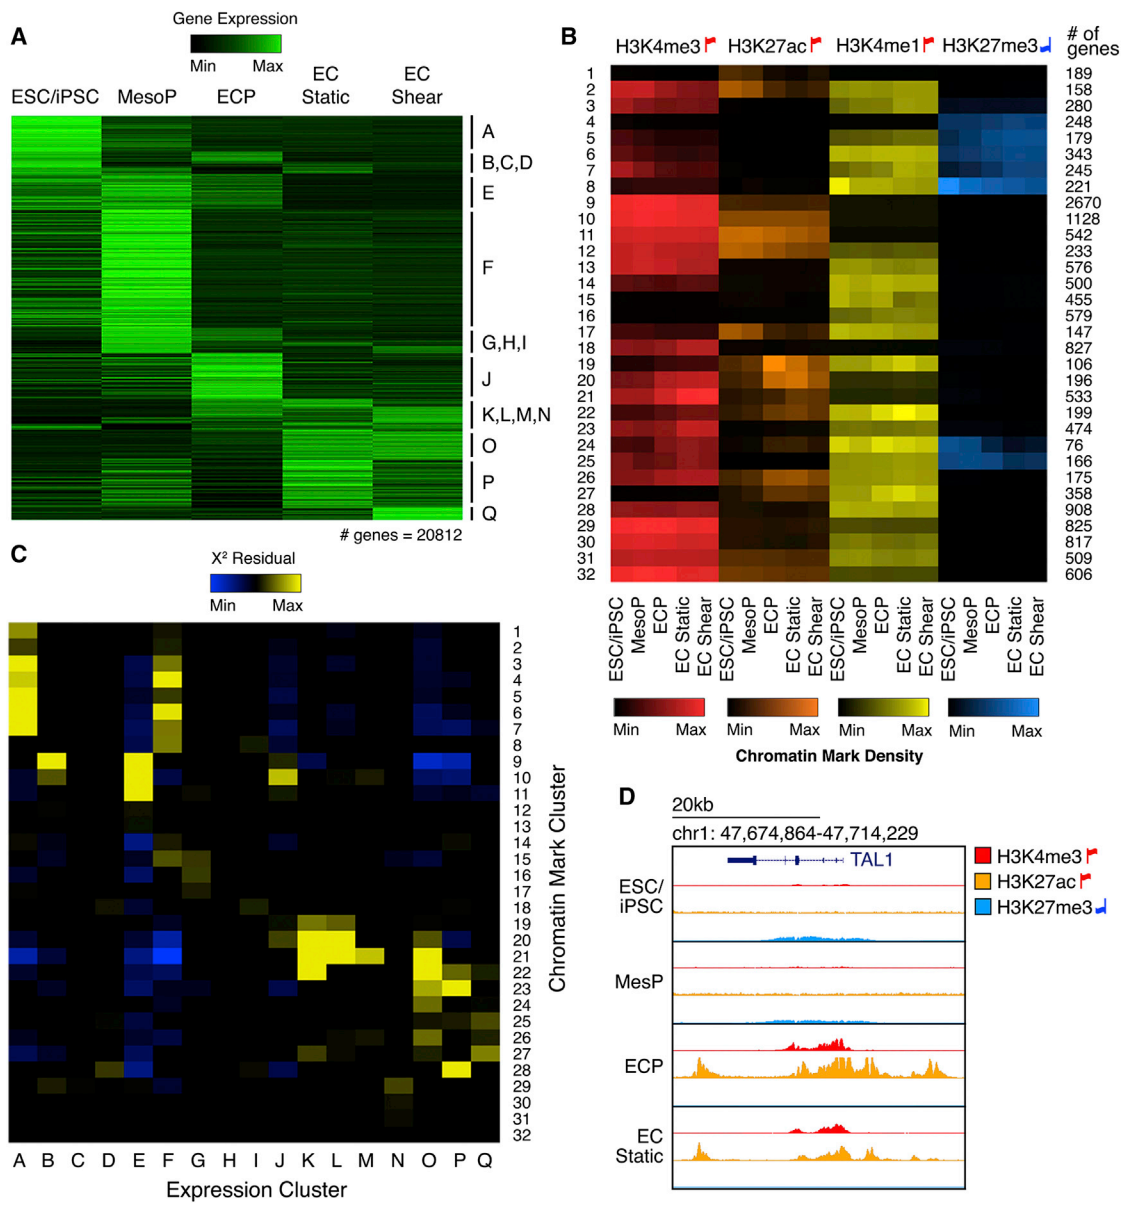 A
Gene Expression
Min Max
ESC/iPSC MesoP ECP EC Static EC Shear
A
B,C,D
E
F
G,H,I
J
K,L,M,N
O
P
Q
# genes = 20812
B
H3K4me3 H3K27ac H3K4me1 H3K27me3 # of genes
1 189
2 158
3 280
4 248
5 179
6 343
7 245
8 221
9 2670
10 1128
11 542
12 233
13 576
14 500
15 455
16 579
17 147
18 827
19 106
20 196
21 533
22 199
23 474
24 76
25 166
26 175
27 358
28 908
29 825
30 817
31 509
32 606
ESC/iPSC MesoP ECP EC Static EC Shear ESC/iPSC MesoP ECP EC Static EC Shear ESC/iPSC MesoP ECP EC Static EC Shear ESC/iPSC MesoP ECP EC Static EC Shear
Min Max Min Max Min Max Min Max
Chromatin Mark Density
C
X² Residual
Min Max
1
2
3
4
5
6
7
8
9
10
11
12
13
14
15
16
17
18
19
20
21
22
23
24
25
26
27
28
29
30
31
32
Chromatin Mark Cluster
A B C D E F G H I J K L M N O P Q
Expression Cluster
D
20kb
chr1: 47,674,864-47,714,229
TAL1
H3K4me3
H3K27ac
H3K27me3
ESC/
iPSC
MesP
ECP
EC
Static